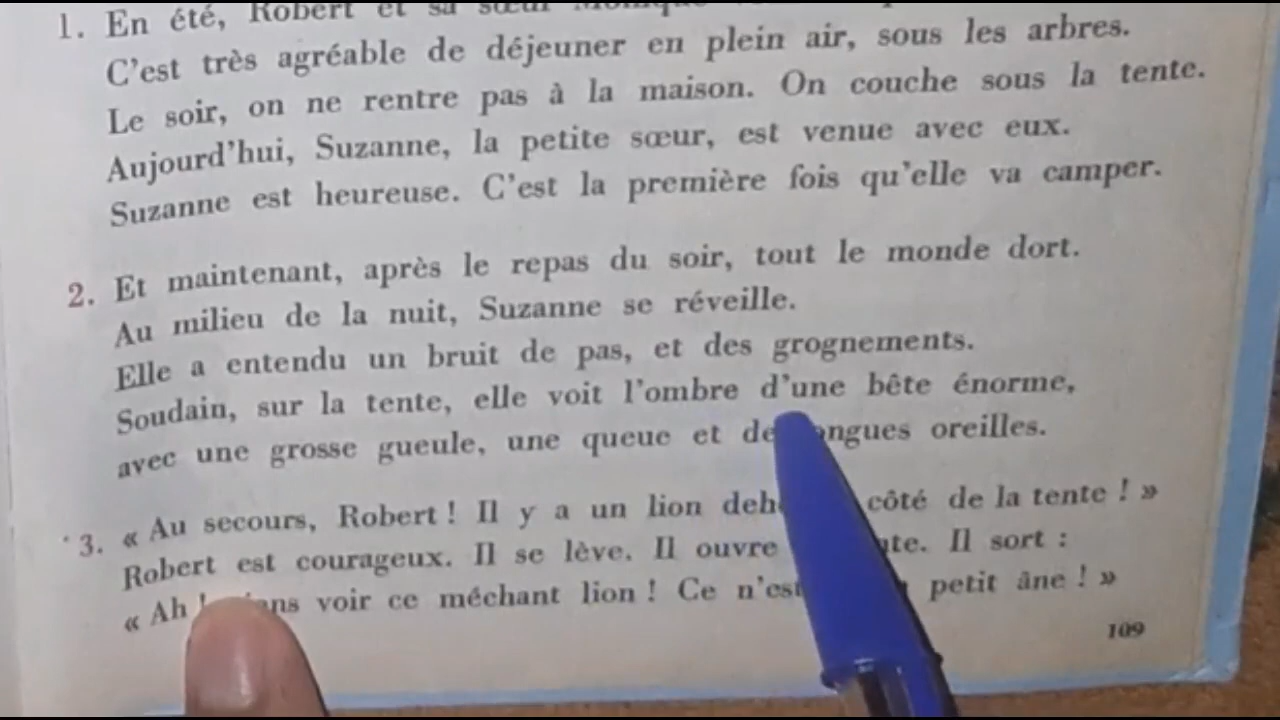 1. En été, Robert et sa sœur
C'est très agréable de déjeuner en plein air, sous les arbres.
Le soir, on ne rentre pas à la maison. On couche sous la tente.
Aujourd'hui, Suzanne, la petite sœur, est venue avec eux.
Suzanne est heureuse. C'est la première fois qu'elle va camper.
2. Et maintenant, après le repas du soir, tout le monde dort.
Au milieu de la nuit, Suzanne se réveille.
Elle a entendu un bruit de pas, et des grognements.
Soudain, sur la tente, elle voit l'ombre d'une bête énorme,
avec une grosse gueule, une queue et oreilles.
3. « Au secours, Robert ! Il y a un lion côté de la tente ! »
Robert est courageux. Il se lève. Il ouvre Il sort :
« Ah ! voir ce méchant lion ! Ce petit âne ! »
109